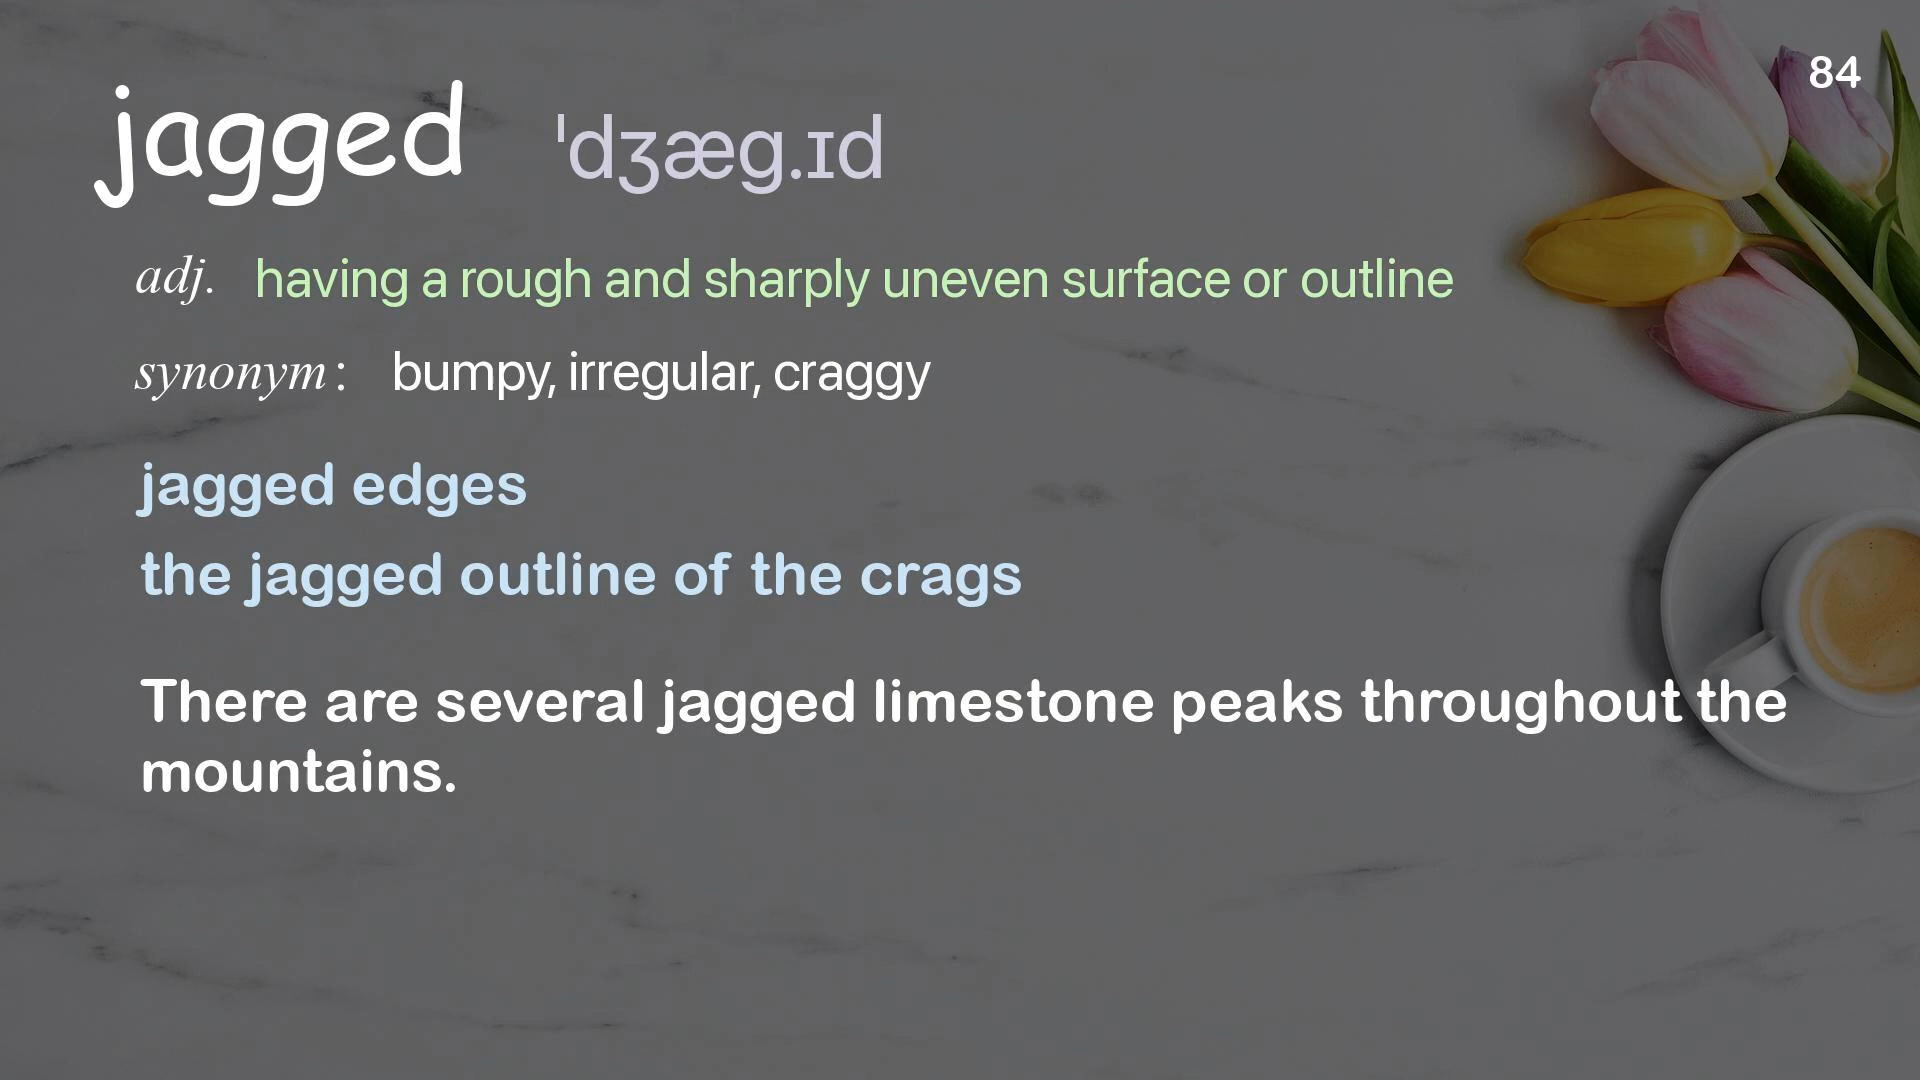 84
jagged ˈdʒæg.ɪd
adj. having a rough and sharply uneven surface or outline
synonym: bumpy, irregular, craggy
jagged edges
the jagged outline of the crags
There are several jagged limestone peaks throughout the
mountains.